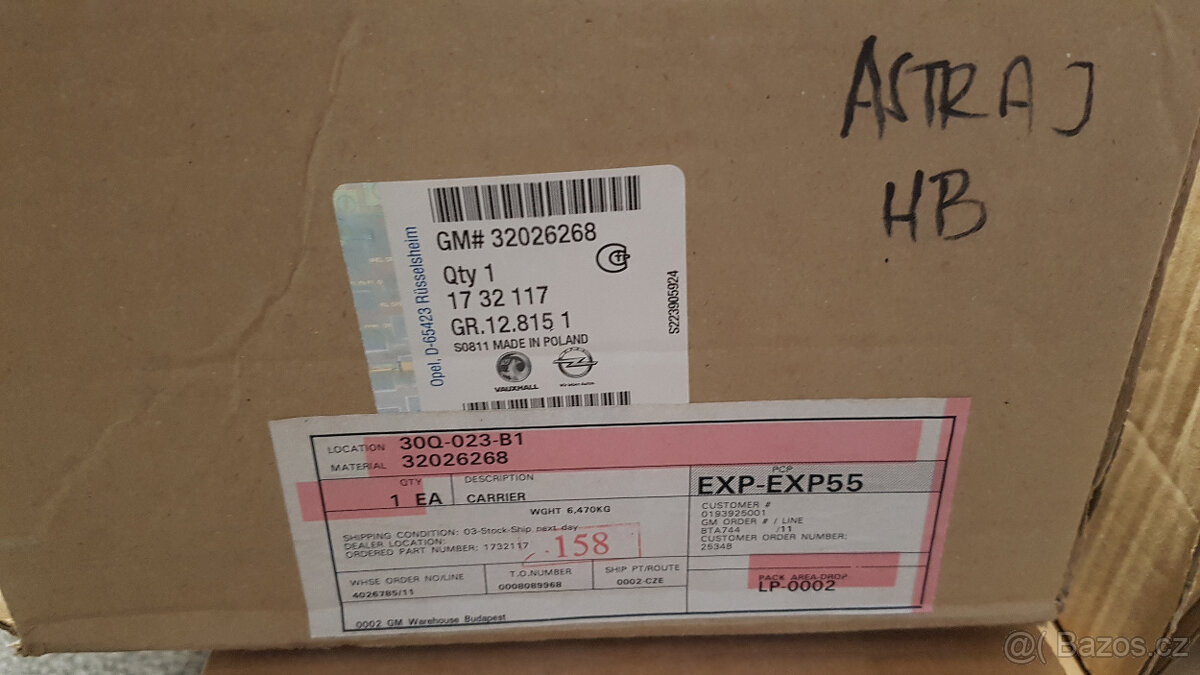 ASTRA J
HB
GM# 32026268
Qty 1
17 32 117
GR.12.815 1
S0811 MADE IN POLAND
VAUXHALL
Opel, D-65423 Rüsselsheim
S223905924
LOCATION 30Q-023-B1
MATERIAL 32026268
QTY 1 EA
DESCRIPTION
CARRIER
WGHT 6,470KG
PCP
EXP-EXP55
SHIPPING CONDITION: 03-Stock-Ship next day
DEALER LOCATION:
ORDERED PART NUMBER: 1732117
158
CUSTOMER #
0193925001
GM ORDER # / LINE
BTA744 /11
CUSTOMER ORDER NUMBER:
2534B
WHSE ORDER NO/LINE
4026785/11
T.O.NUMBER
0008089968
SHIP PT/ROUTE
0002-CZE
PACK AREA-DROP
LP-0002
0002 GM Warehouse Budapest
@( Bazos.cz